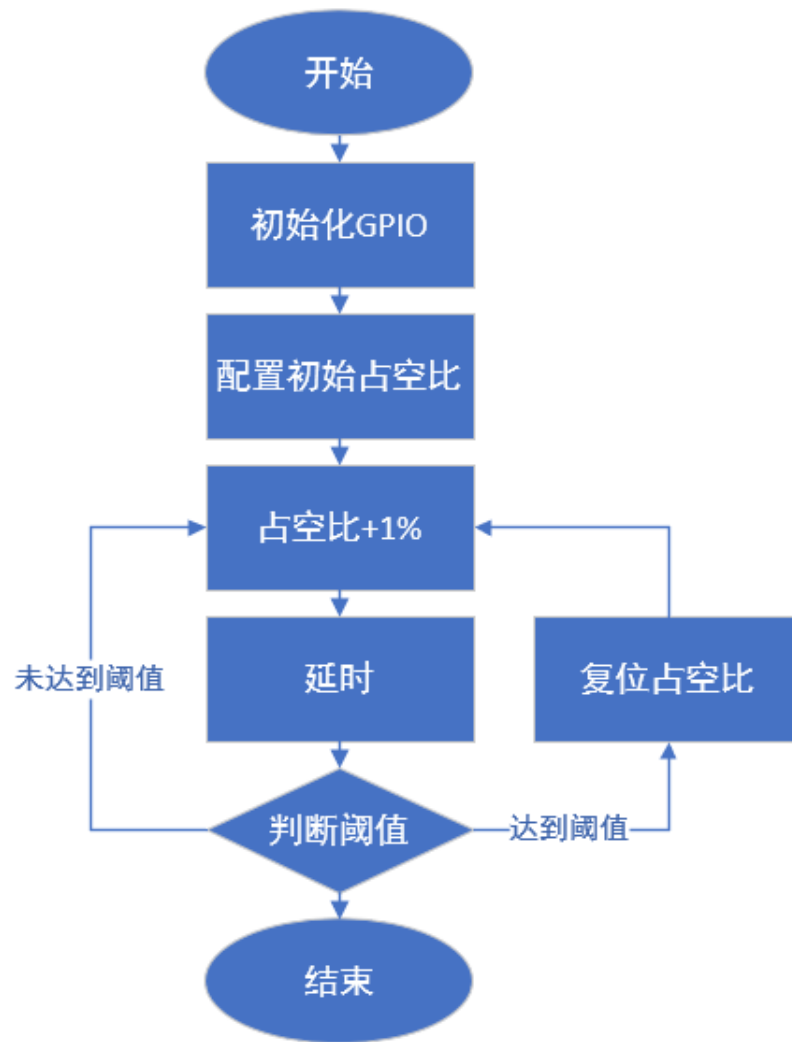 开始
初始化GPIO
配置初始占空比
占空比+1%
未达到阈值
延时
复位占空比
判断阈值
达到阈值
结束